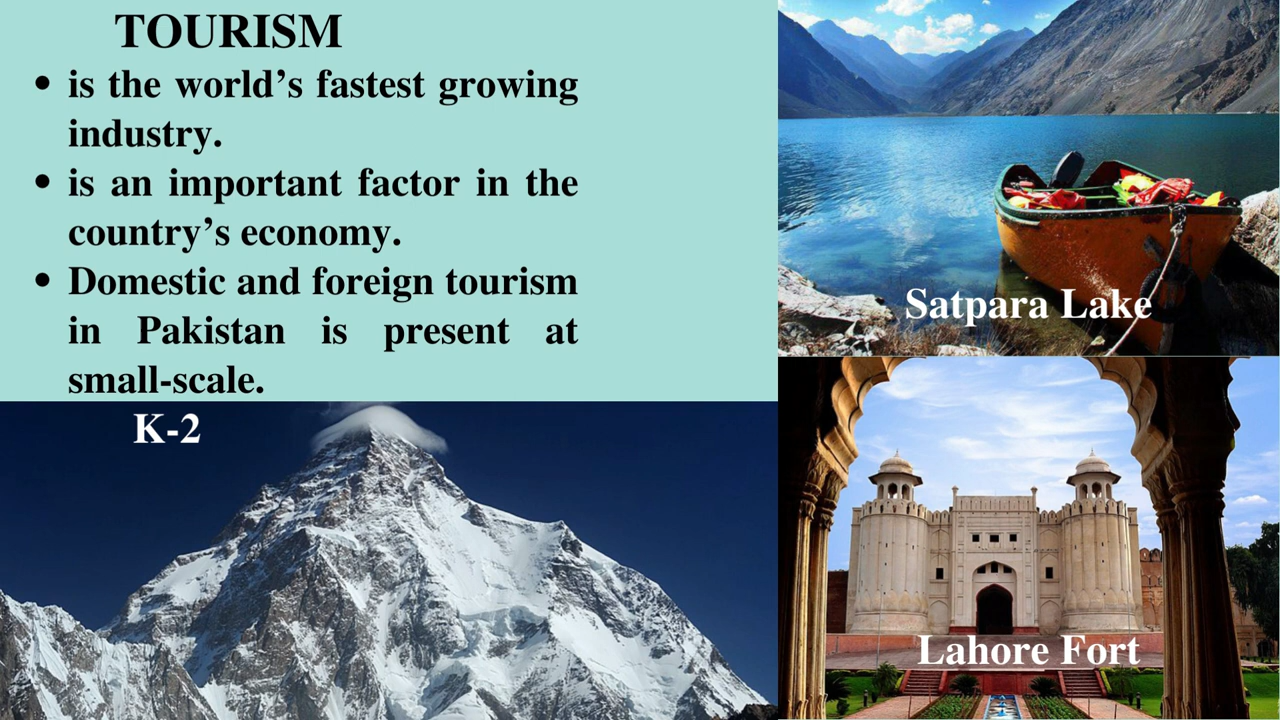 TOURISM
• is the world’s fastest growing
industry.
• is an important factor in the
country’s economy.
• Domestic and foreign tourism
in Pakistan is present at
small-scale.
K-2
Satpara Lake
Lahore Fort